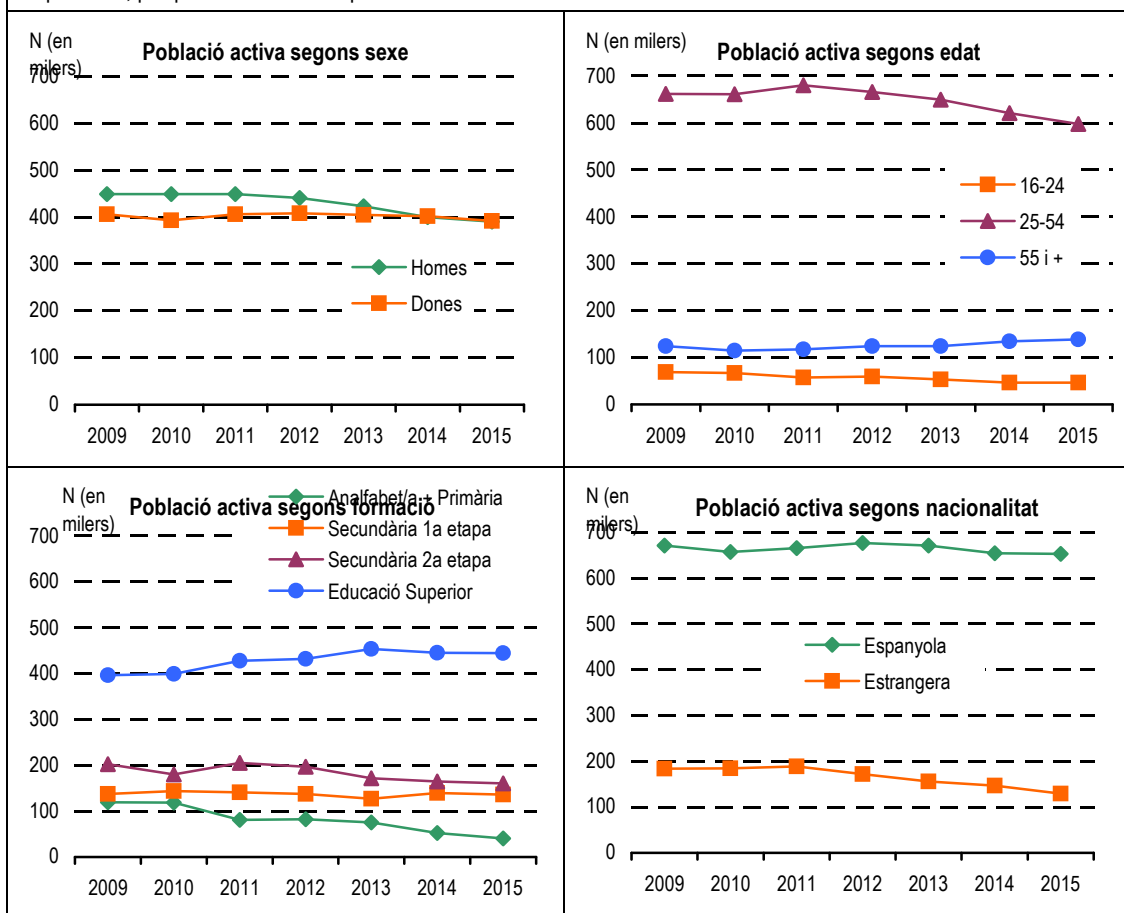 N (en
milers)
Població activa segons sexe
700
600
500
400
300
200
100
0
Homes
Dones
2009 2010 2011 2012 2013 2014 2015
N (en milers)
Població activa segons edat
700
600
500
400
300
200
100
0
16-24
25-54
55 i +
2009 2010 2011 2012 2013 2014 2015
N (en
milers)
Població activa segons formació
Analfabet/a + Primària
Secundària 1a etapa
Secundària 2a etapa
Educació Superior
700
600
500
400
300
200
100
0
2009 2010 2011 2012 2013 2014 2015
N (en
milers)
Població activa segons nacionalitat
700
600
500
400
300
200
100
0
Espanyola
Estrangera
2009 2010 2011 2012 2013 2014 2015